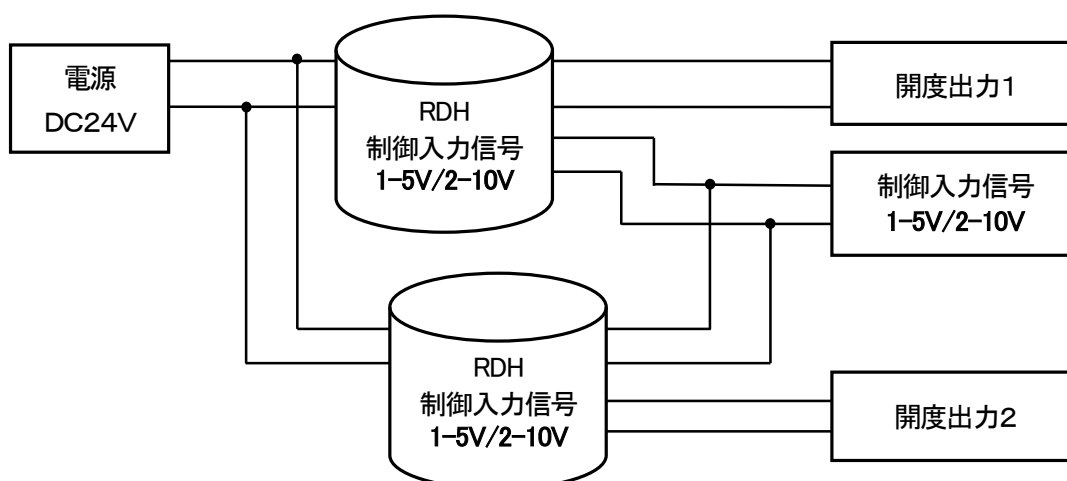 電源
DC24V
RDH
制御入力信号
1-5V/2-10V
開度出力1
制御入力信号
1-5V/2-10V
RDH
制御入力信号
1-5V/2-10V
開度出力2